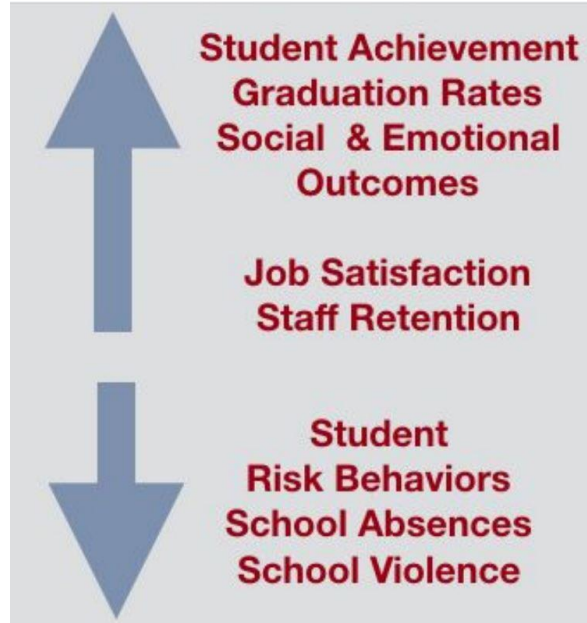 Student Achievement
Graduation Rates
Social & Emotional
Outcomes
Job Satisfaction
Staff Retention
Student
Risk Behaviors
School Absences
School Violence